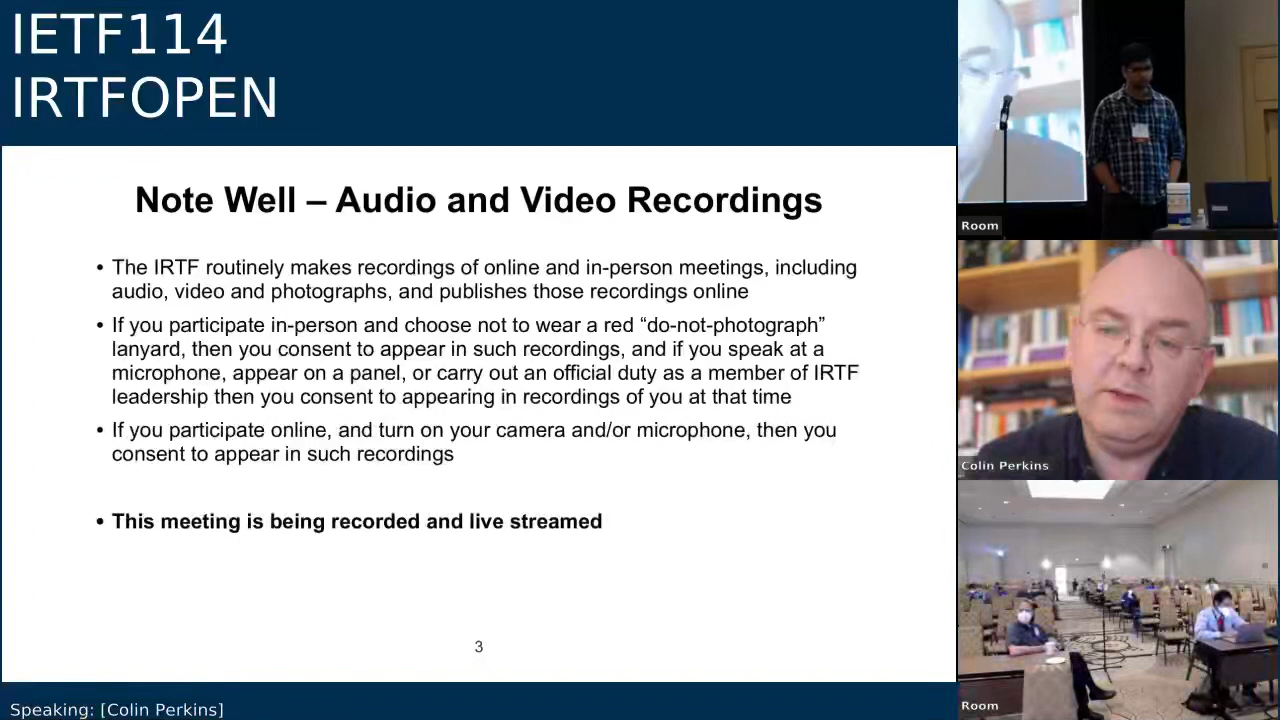 IETF114
IRTFOPEN
Note Well – Audio and Video Recordings
• The IRTF routinely makes recordings of online and in-person meetings, including
audio, video and photographs, and publishes those recordings online
• If you participate in-person and choose not to wear a red “do-not-photograph”
lanyard, then you consent to appear in such recordings, and if you speak at a
microphone, appear on a panel, or carry out an official duty as a member of IRTF
leadership then you consent to appearing in recordings of you at that time
• If you participate online, and turn on your camera and/or microphone, then you
consent to appear in such recordings
• This meeting is being recorded and live streamed
3
Speaking: [Colin Perkins]
Room
Colin Perkins
Room